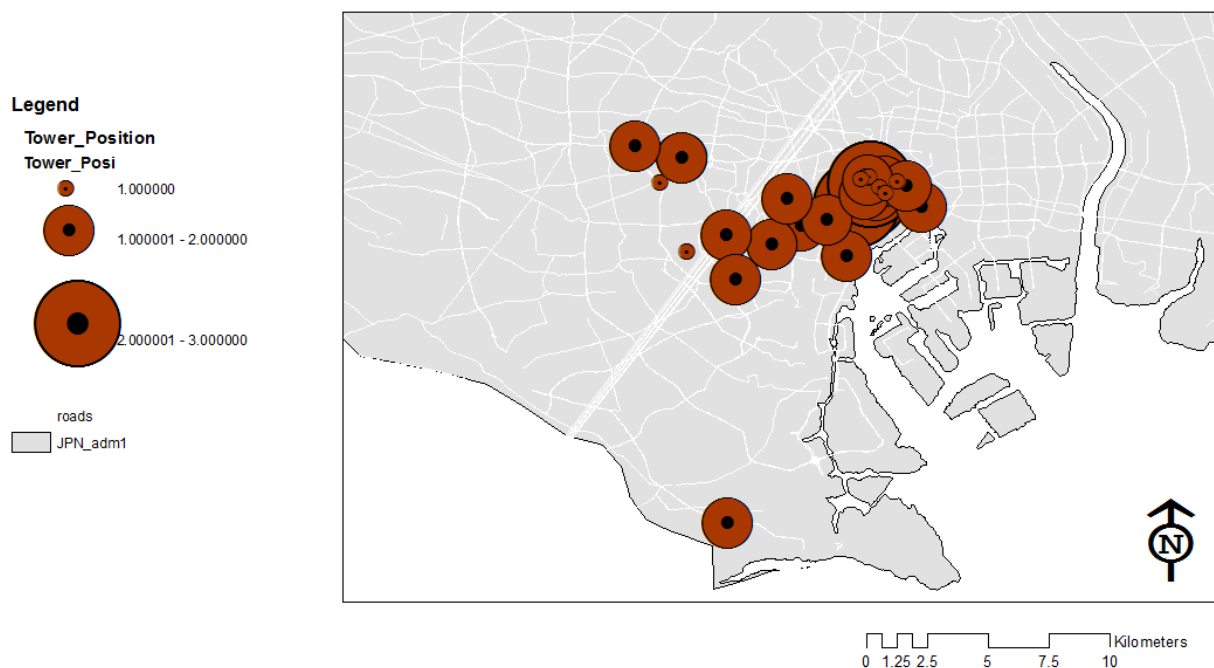 Legend
Tower_Position
Tower_Posi
1.000000
1.000001 - 2.000000
2.000001 - 3.000000
roads
JPN_adm1
N
Kilometers
0 1.25 2.5 5 7.5 10